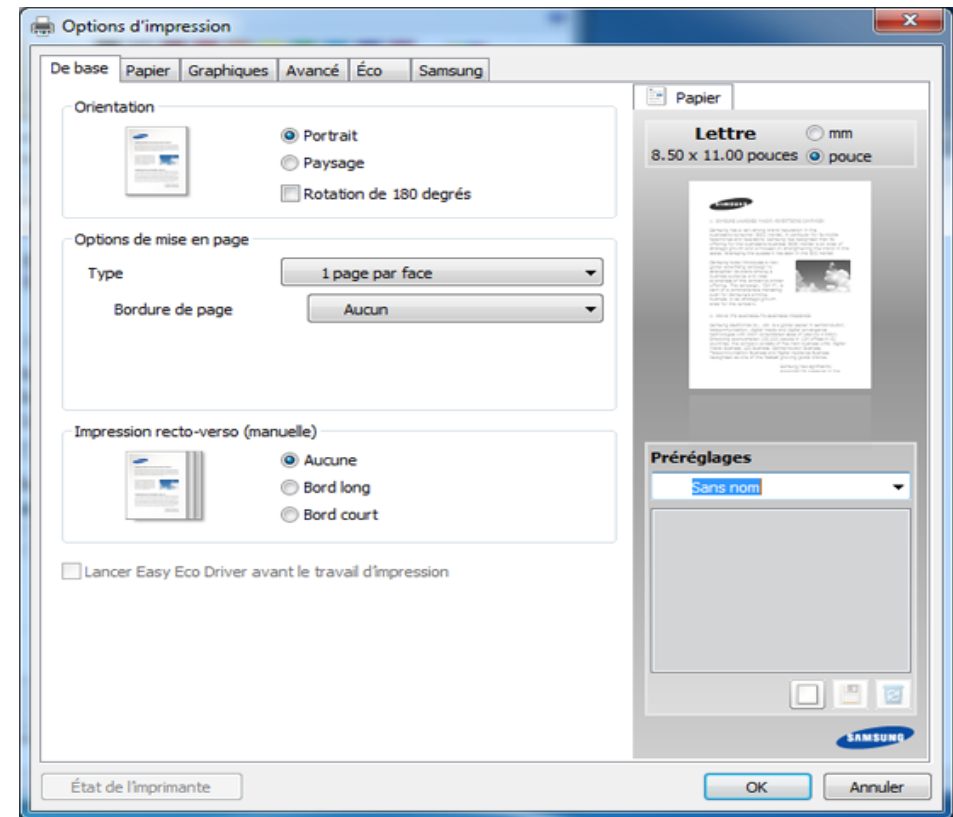 Options d'impression
De base Papier Graphiques Avancé Éco Samsung
Orientation
Portrait
Paysage
Rotation de 180 degrés
Options de mise en page
Type 1 page par face
Bordure de page Aucun
Impression recto-verso (manuelle)
Aucune
Bord long
Bord court
Lancer Easy Eco Driver avant le travail d'impression
Papier
Lettre mm
8.50 x 11.00 pouces pouce
SAMSUNG
Préréglages
Sans nom
SAMSUNG
État de l'imprimante OK Annuler